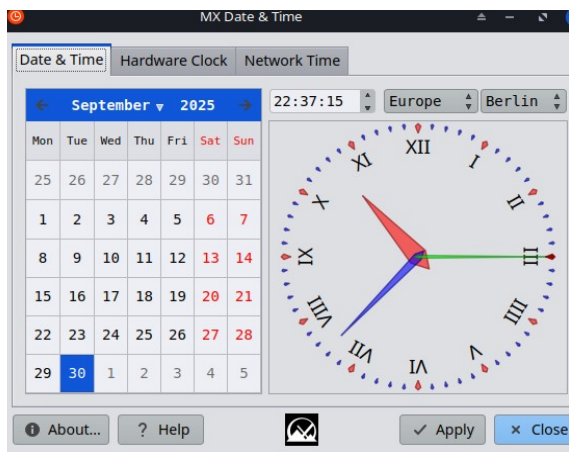 MX Date & Time
Date & Time Hardware Clock Network Time
September 2025
22:37:15 Europe Berlin
Mon Tue Wed Thu Fri Sat Sun
25 26 27 28 29 30 31
1 2 3 4 5 6 7
8 9 10 11 12 13 14
15 16 17 18 19 20 21
22 23 24 25 26 27 28
29 30 1 2 3 4 5
XII
I
II
III
IIII
V
VI
VII
VIII
IX
X
XI
About... ? Help Apply × Close